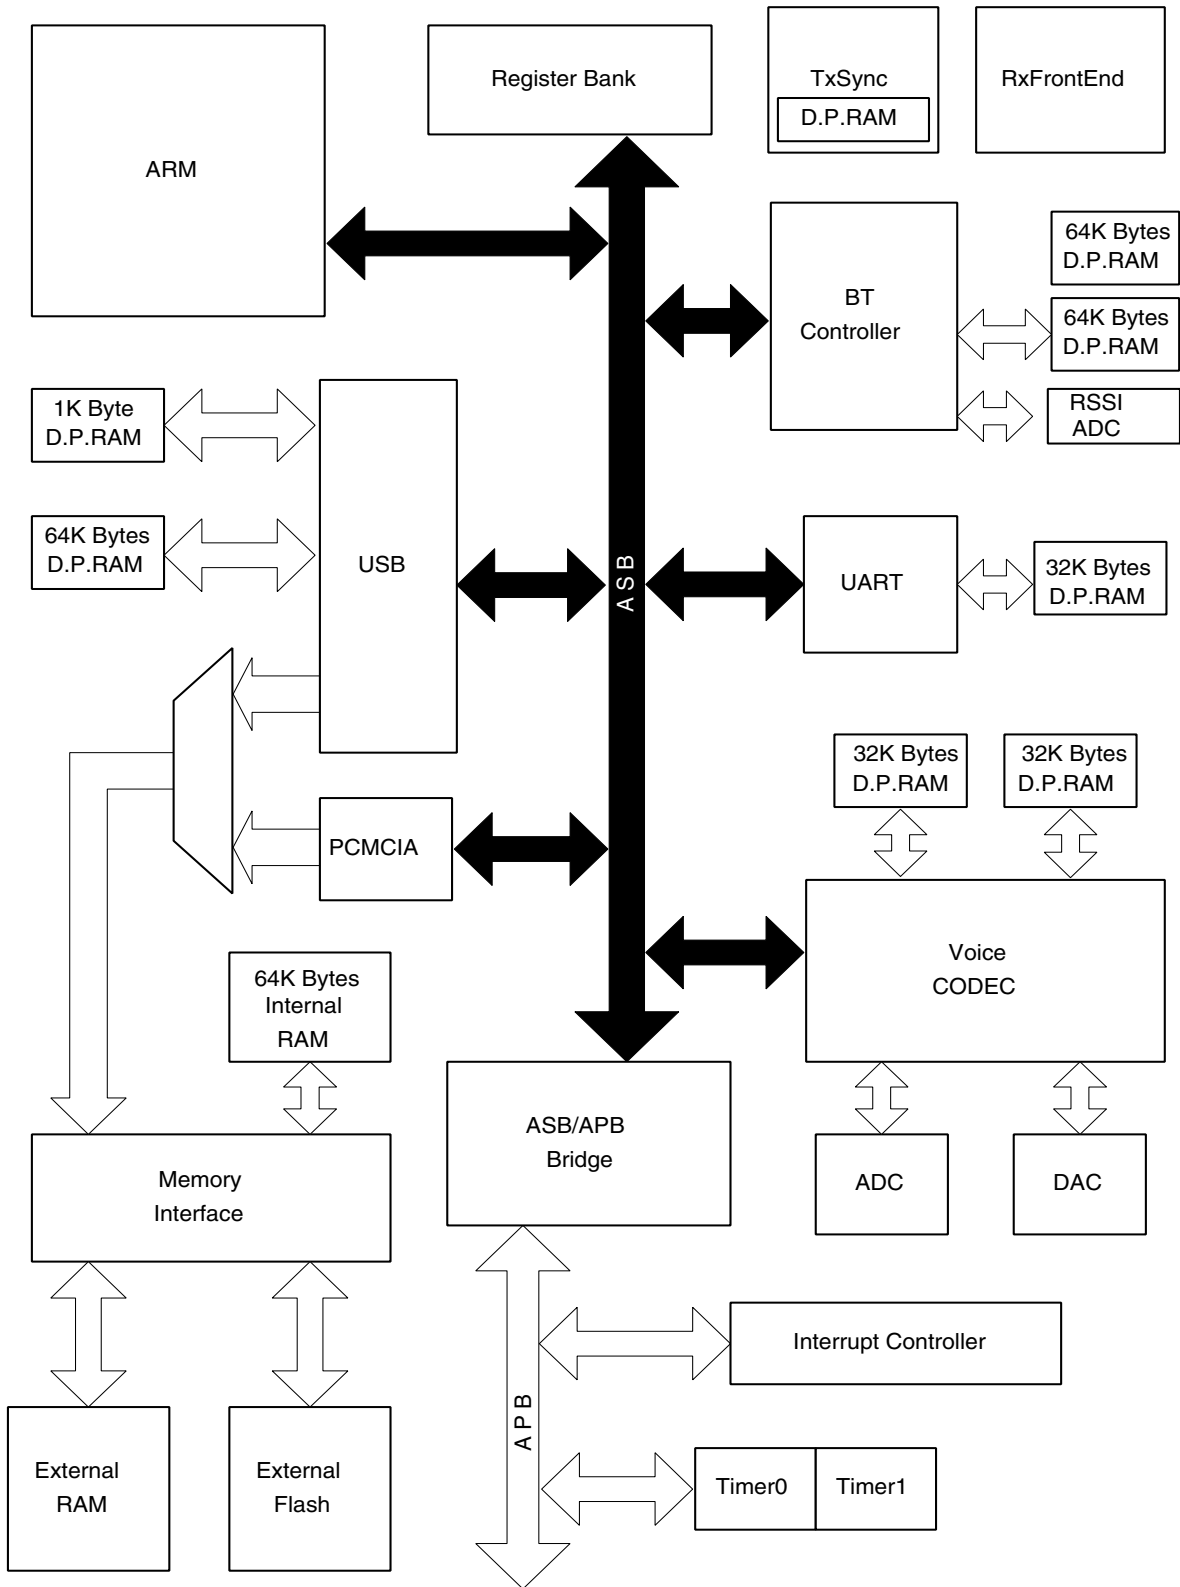 ARM
Register Bank
TxSync
D.P.RAM
RxFrontEnd
64K Bytes
D.P.RAM
BT
Controller
64K Bytes
D.P.RAM
RSSI
ADC
1K Byte
D.P.RAM
64K Bytes
D.P.RAM
USB
ASB
UART
32K Bytes
D.P.RAM
PCMCIA
32K Bytes
D.P.RAM
32K Bytes
D.P.RAM
Voice
CODEC
64K Bytes
Internal
RAM
ASB/APB
Bridge
ADC
DAC
Memory
Interface
Interrupt Controller
APB
External
RAM
External
Flash
Timer0
Timer1